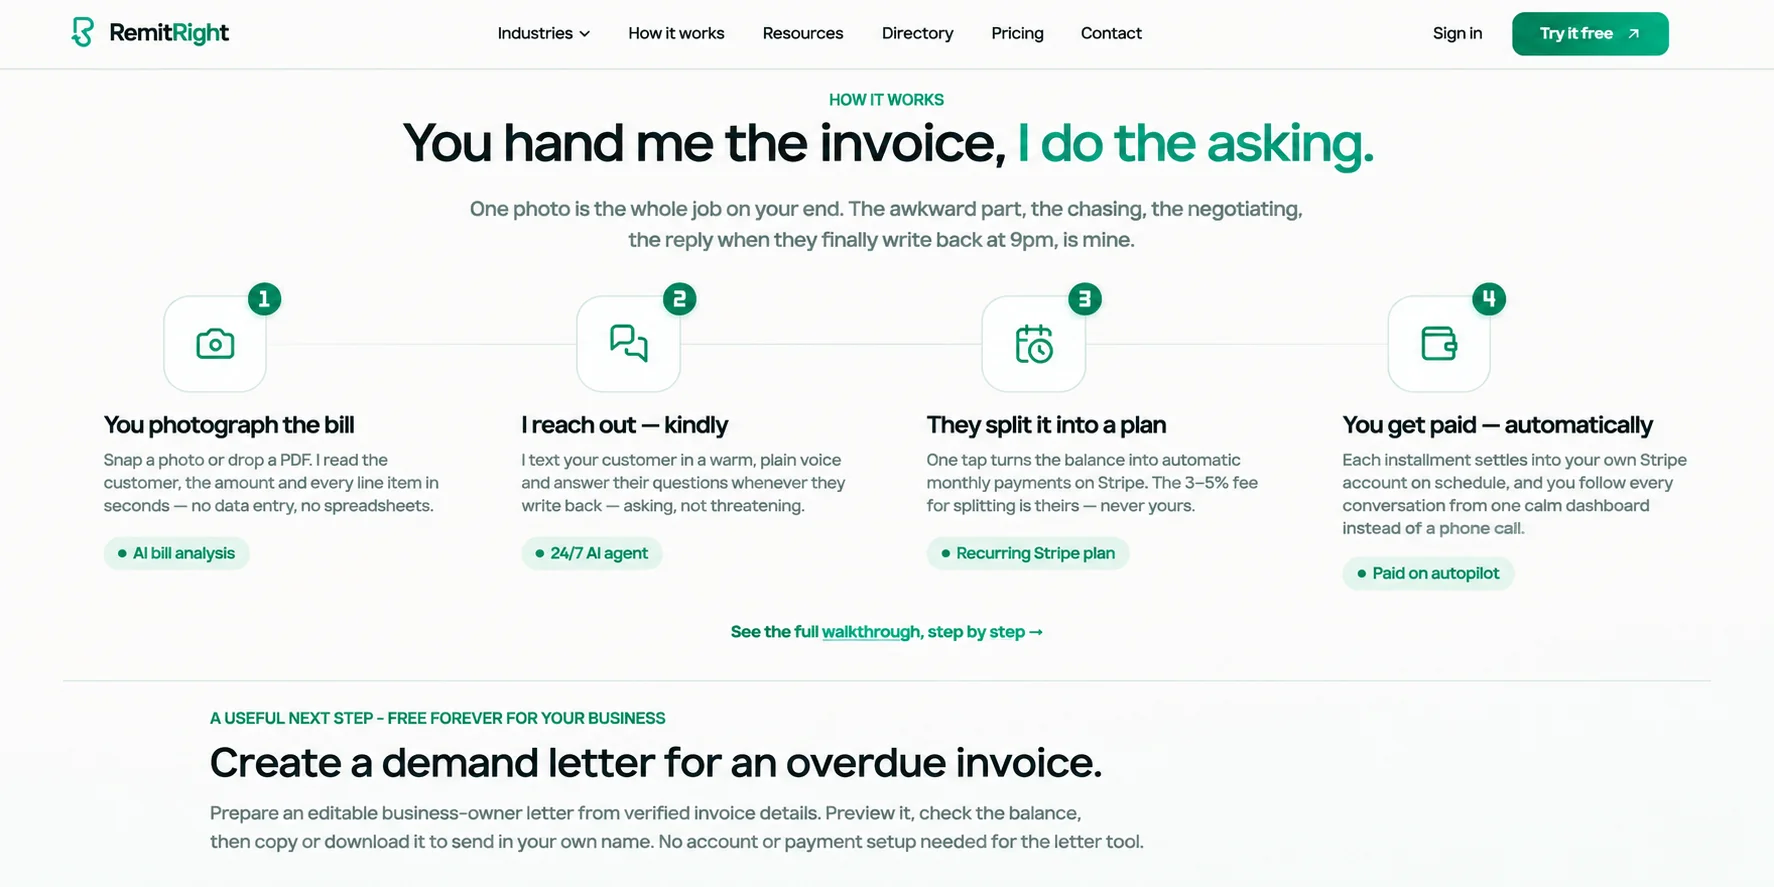 RemitRight
Industries
How it works
Resources
Directory
Pricing
Contact
Sign in
Try it free
HOW IT WORKS
You hand me the invoice, I do the asking.
One photo is the whole job on your end. The awkward part, the chasing, the negotiating,
the reply when they finally write back at 9pm, is mine.
1
You photograph the bill
Snap a photo or drop a PDF. I read the
customer, the amount and every line item in
seconds — no data entry, no spreadsheets.
AI bill analysis
2
I reach out — kindly
I text your customer in a warm, plain voice
and answer their questions whenever they
write back — asking, not threatening.
24/7 AI agent
3
They split it into a plan
One tap turns the balance into automatic
monthly payments on Stripe. The 3–5% fee
for splitting is theirs — never yours.
Recurring Stripe plan
4
You get paid — automatically
Each installment settles into your own Stripe
account on schedule, and you follow every
conversation from one calm dashboard
instead of a phone call.
Paid on autopilot
See the full walkthrough, step by step →
A USEFUL NEXT STEP - FREE FOREVER FOR YOUR BUSINESS
Create a demand letter for an overdue invoice.
Prepare an editable business-owner letter from verified invoice details. Preview it, check the balance,
then copy or download it to send in your own name. No account or payment setup needed for the letter tool.